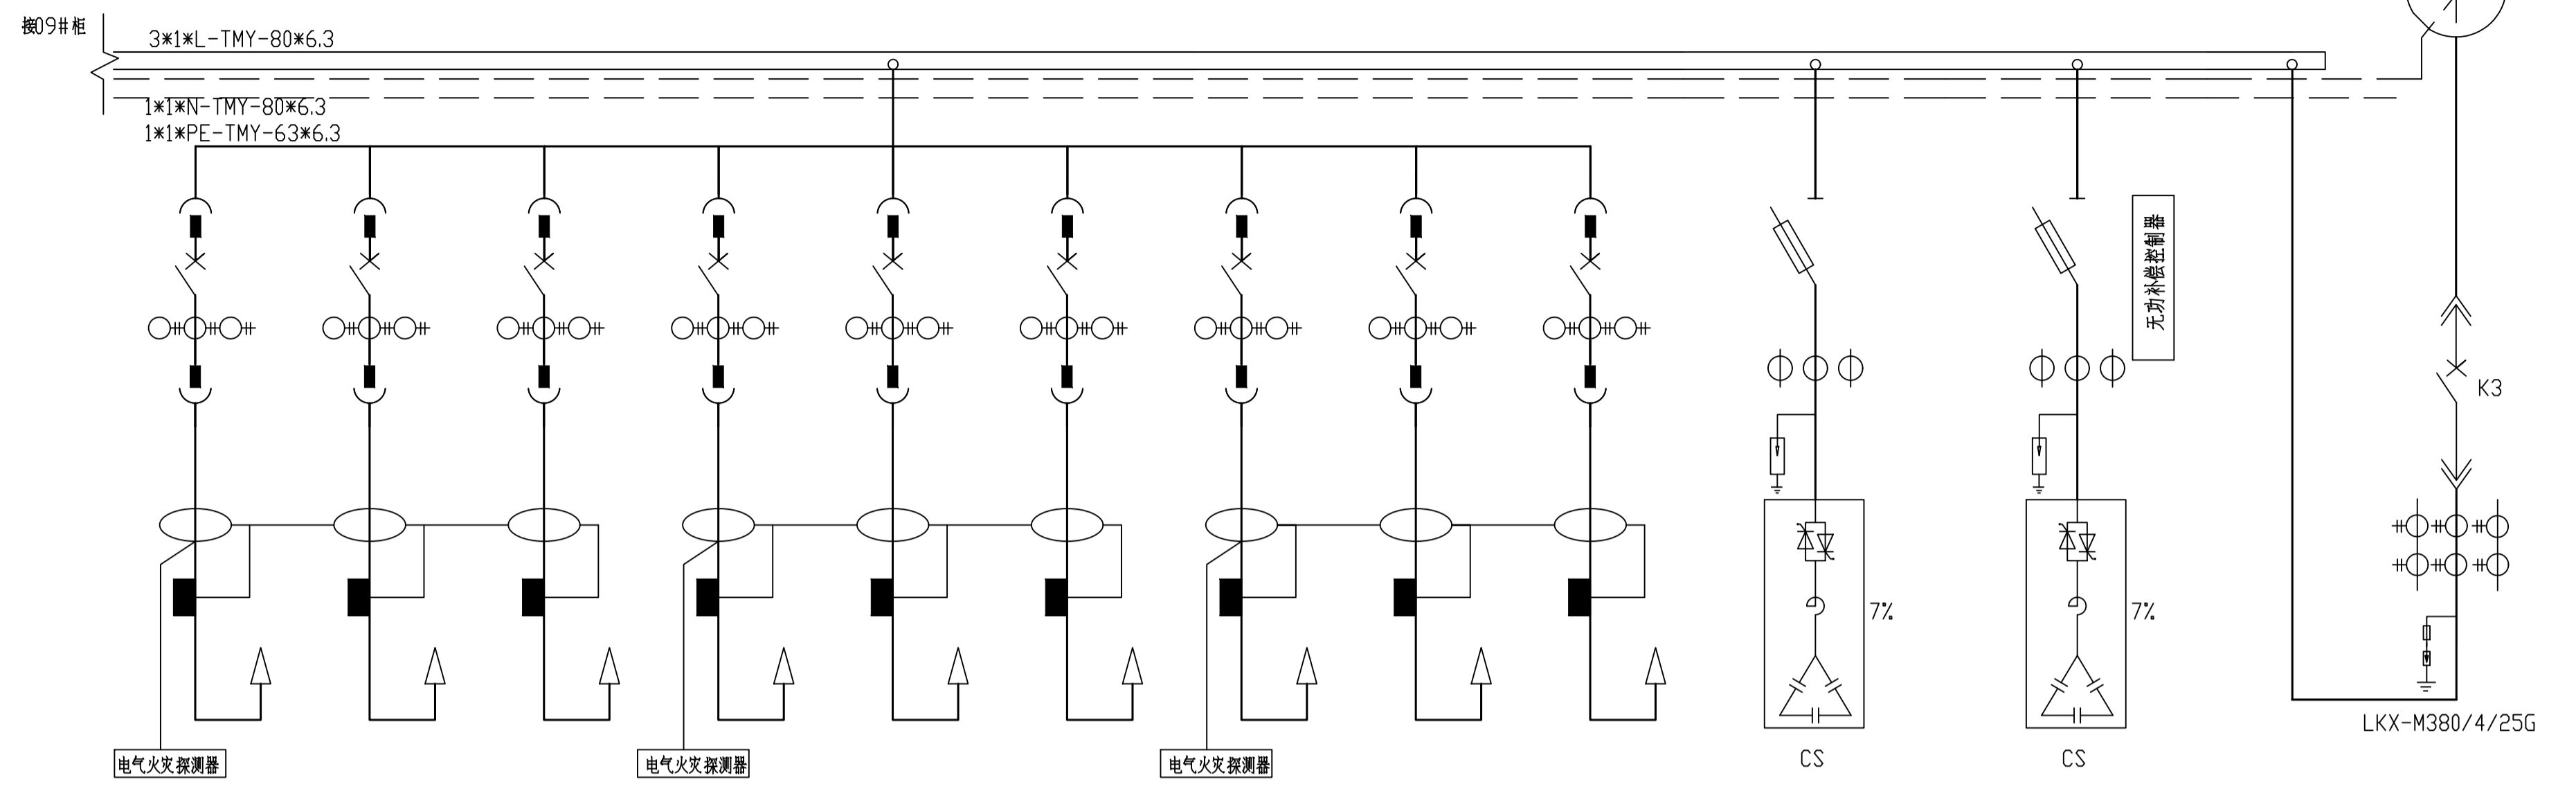 接09#柜
3*1*L-TMY-80*6.3
1*1*N-TMY-80*6.3
1*1*PE-TMY-63*6.3
无功补偿控制器
K3
7%
7%
LKX-M380/4/25G
电气火灾探测器
电气火灾探测器
电气火灾探测器
CS
CS